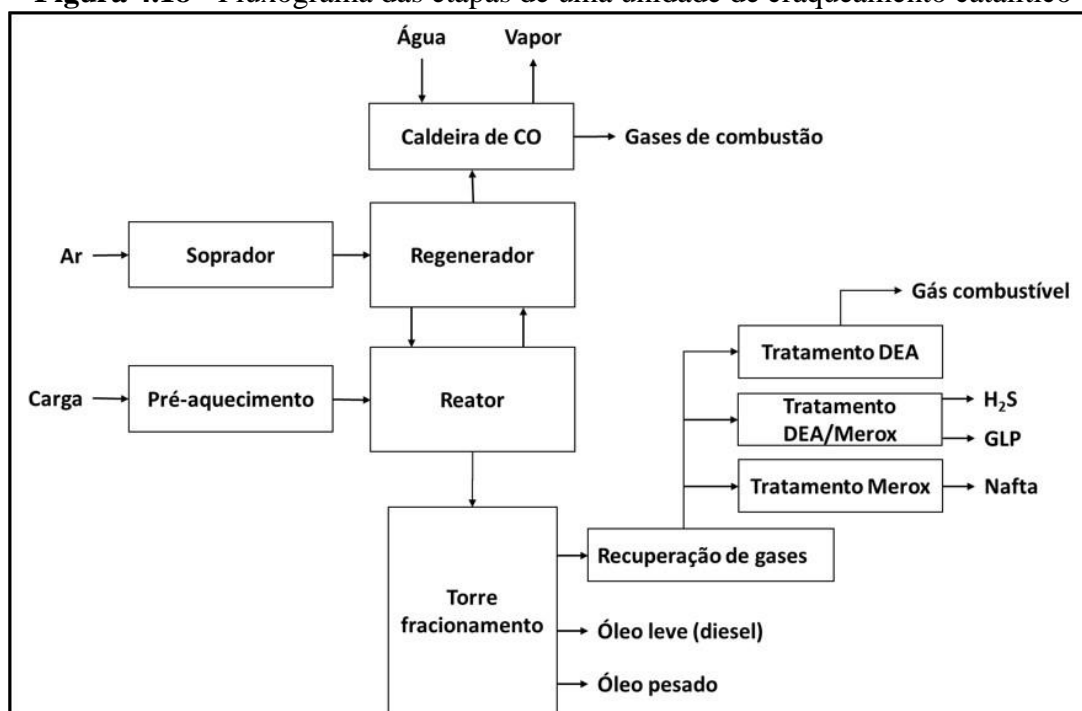 Figura 4.18 - Fluxograma das etapas de uma unidade de craqueamento catalítico
Água
Vapor
Caldeira de CO
Gases de combustão
Ar
Soprador
Regenerador
Gás combustível
Tratamento DEA
Carga
Pré-aquecimento
Reator
Tratamento
DEA/Merox
H₂S
GLP
Tratamento Merox
Nafta
Recuperação de gases
Torre
fracionamento
Óleo leve (diesel)
Óleo pesado